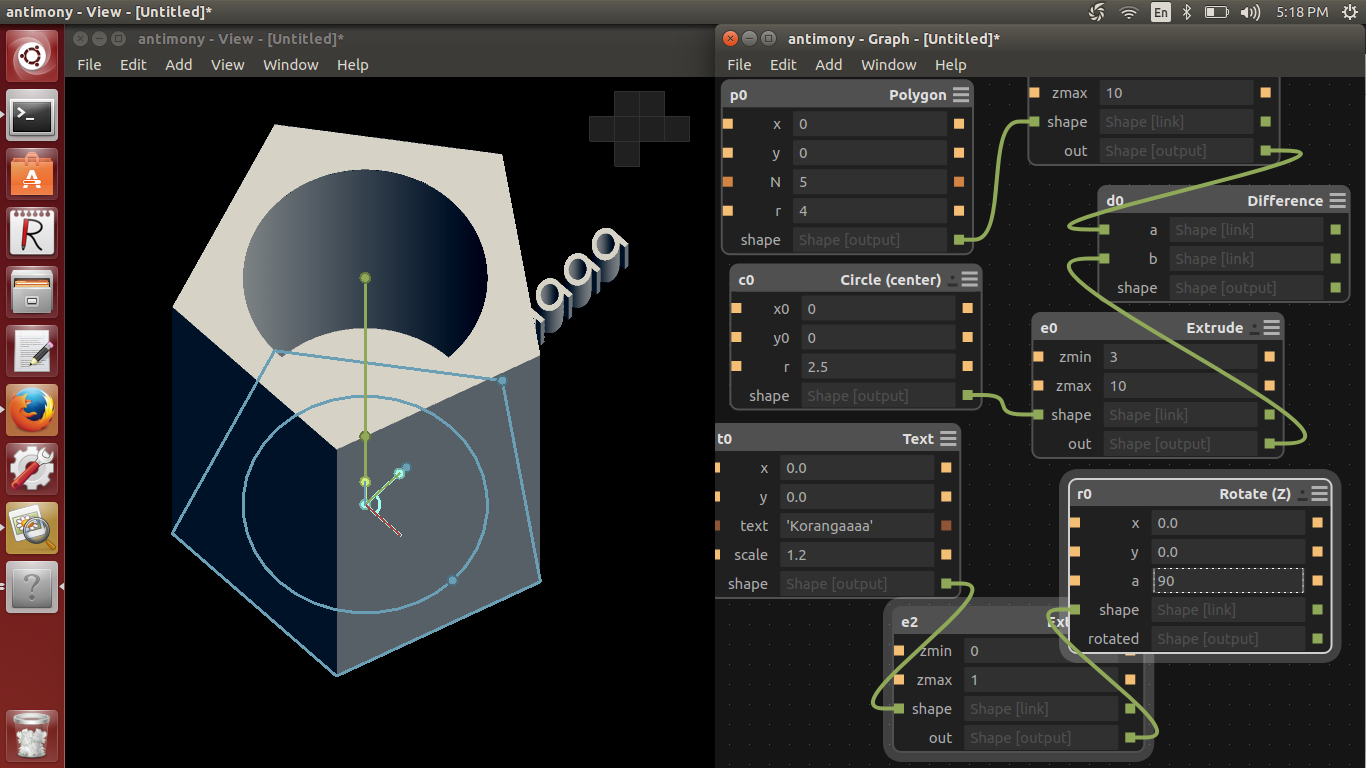 antimony - View - [Untitled]*
En
5:18 PM
antimony - View - [Untitled]*
File Edit Add View Window Help
aaaa
antimony - Graph - [Untitled]*
File Edit Add Window Help
p0 Polygon
x 0
y 0
N 5
r 4
shape Shape [output]
zmax 10
shape Shape [link]
out Shape [output]
d0 Difference
a Shape [link]
b Shape [link]
shape Shape [output]
c0 Circle (center)
x0 0
y0 0
r 2.5
shape Shape [output]
e0 Extrude
zmin 3
zmax 10
shape Shape [link]
out Shape [output]
t0 Text
x 0.0
y 0.0
text 'Korangaaaa'
scale 1.2
shape Shape [output]
r0 Rotate (Z)
x 0.0
y 0.0
a 90
shape Shape [link]
rotated Shape [output]
e2 Ext
zmin 0
zmax 1
shape Shape [link]
out Shape [output]